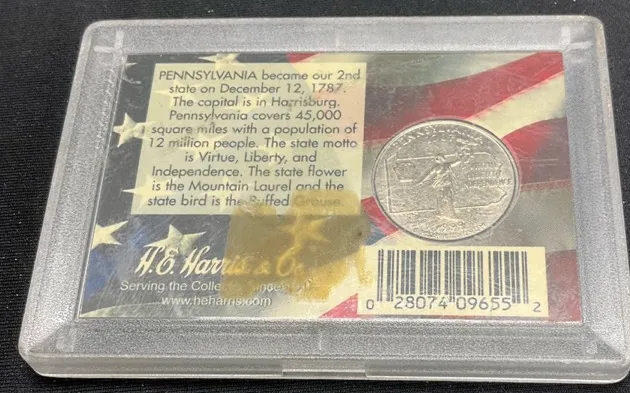 PENNSYLVANIA became our 2nd
state on December 12, 1787.
The capital is in Harrisburg.
Pennsylvania covers 45,000
square miles with a population of
12 million people. The state motto
is Virtue, Liberty, and
Independence. The state flower
is the Mountain Laurel and the
state bird is the Ruffed Grouse.
H.E. Harris & Co.
Serving the Collector
www.heharris.com
PENNSYLVANIA
0 28074 09655 2